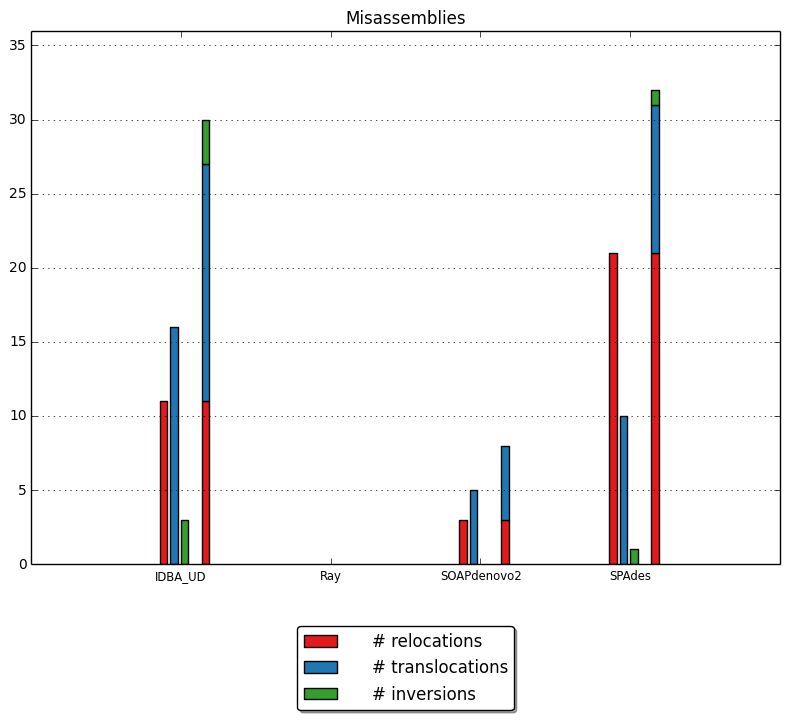 Misassemblies
35
30
25
20
15
10
5
0
IDBA_UD Ray SOAPdenovo2 SPAdes
# relocations
# translocations
# inversions